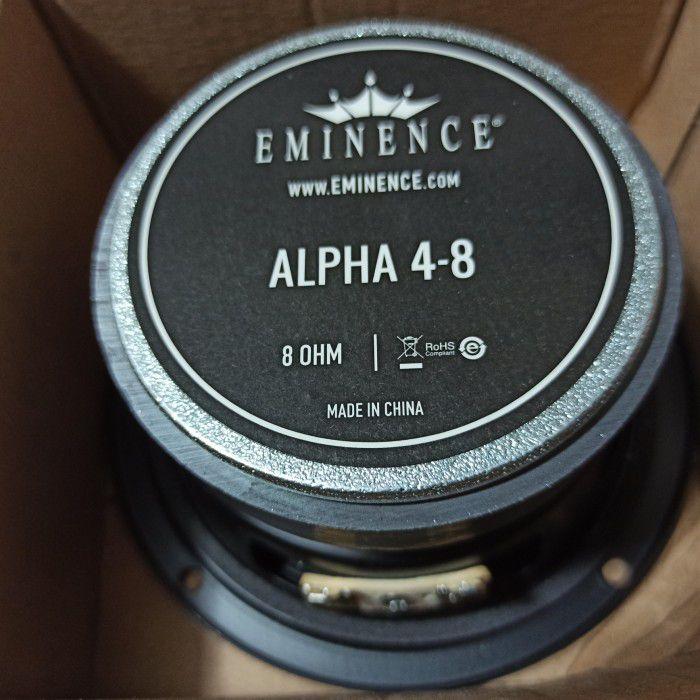 EMINENCE®
WWW.EMINENCE.COM
ALPHA 4-8
8 OHM | RoHS
Compliant e
MADE IN CHINA